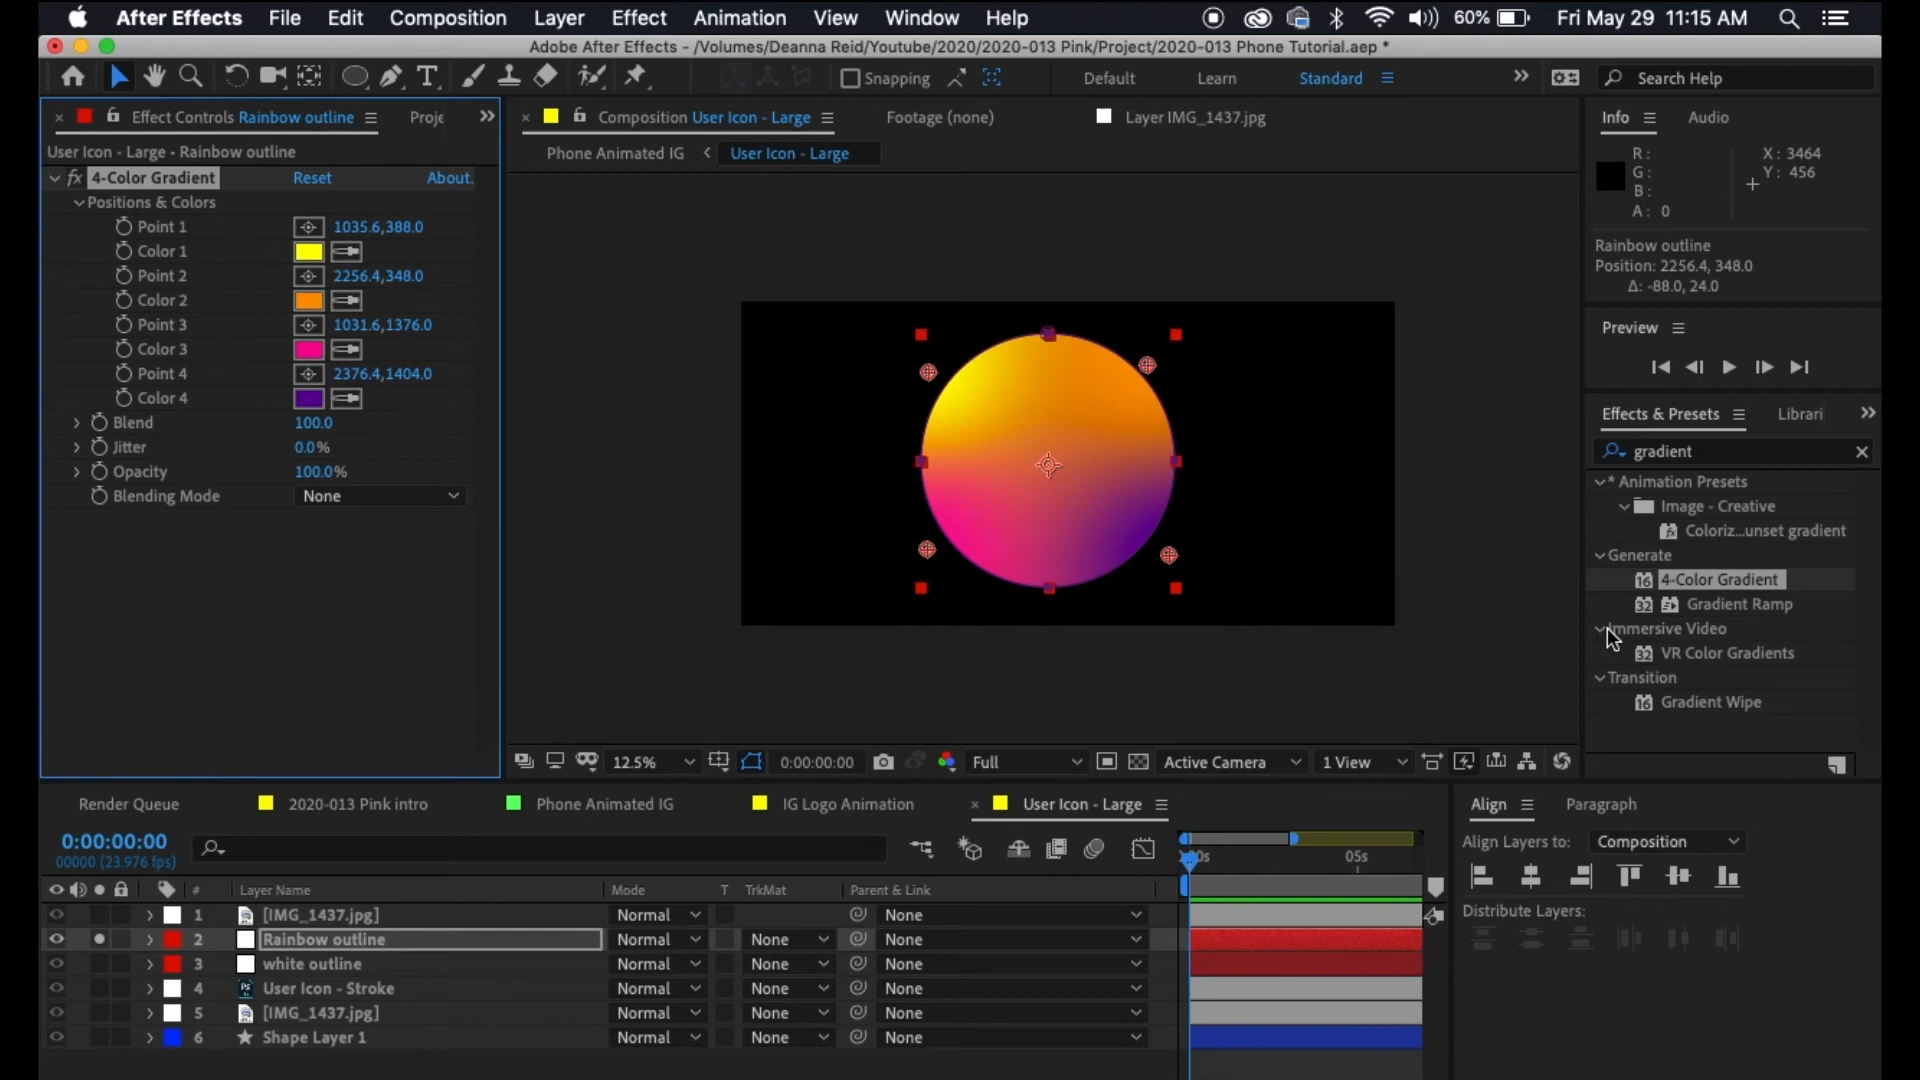 After Effects File Edit Composition Layer Effect Animation View Window Help 60% Fri May 29 11:15 AM
Adobe After Effects - /Volumes/Deanna Reid/Youtube/2020/2020-013 Pink/Project/2020-013 Phone Tutorial.aep *
Snapping Default Learn Standard Search Help
Effect Controls Rainbow outline Proje
Composition User Icon - Large Footage (none) Layer IMG_1437.jpg
Info Audio
User Icon - Large • Rainbow outline
Phone Animated IG User Icon - Large
R: X: 3464
G: Y: 456
B:
A: 0
fx 4-Color Gradient Reset About.
Positions & Colors
Point 1 1035.6,388.0
Color 1
Point 2 2256.4,348.0
Color 2
Point 3 1031.6,1376.0
Color 3
Point 4 2376.4,1404.0
Color 4
Blend 100.0
Jitter 0.0%
Opacity 100.0%
Blending Mode None
Rainbow outline
Position: 2256.4, 348.0
Δ: -88.0, 24.0
Preview
Effects & Presets Librari
gradient
* Animation Presets
Image - Creative
Coloriz...unset gradient
Generate
16 4-Color Gradient
32 Gradient Ramp
Immersive Video
32 VR Color Gradients
Transition
16 Gradient Wipe
12.5% 0:00:00:00 Full Active Camera 1 View
Render Queue 2020-013 Pink intro Phone Animated IG IG Logo Animation User Icon - Large
Align Paragraph
0:00:00:00
00000 (23.976 fps)
05s
Align Layers to: Composition
# Layer Name Mode T TrkMat Parent & Link
1 [IMG_1437.jpg] Normal None
2 Rainbow outline Normal None None
3 white outline Normal None None
4 Ps User Icon - Stroke Normal None None
5 [IMG_1437.jpg] Normal None None
6 Shape Layer 1 Normal None None
Distribute Layers: